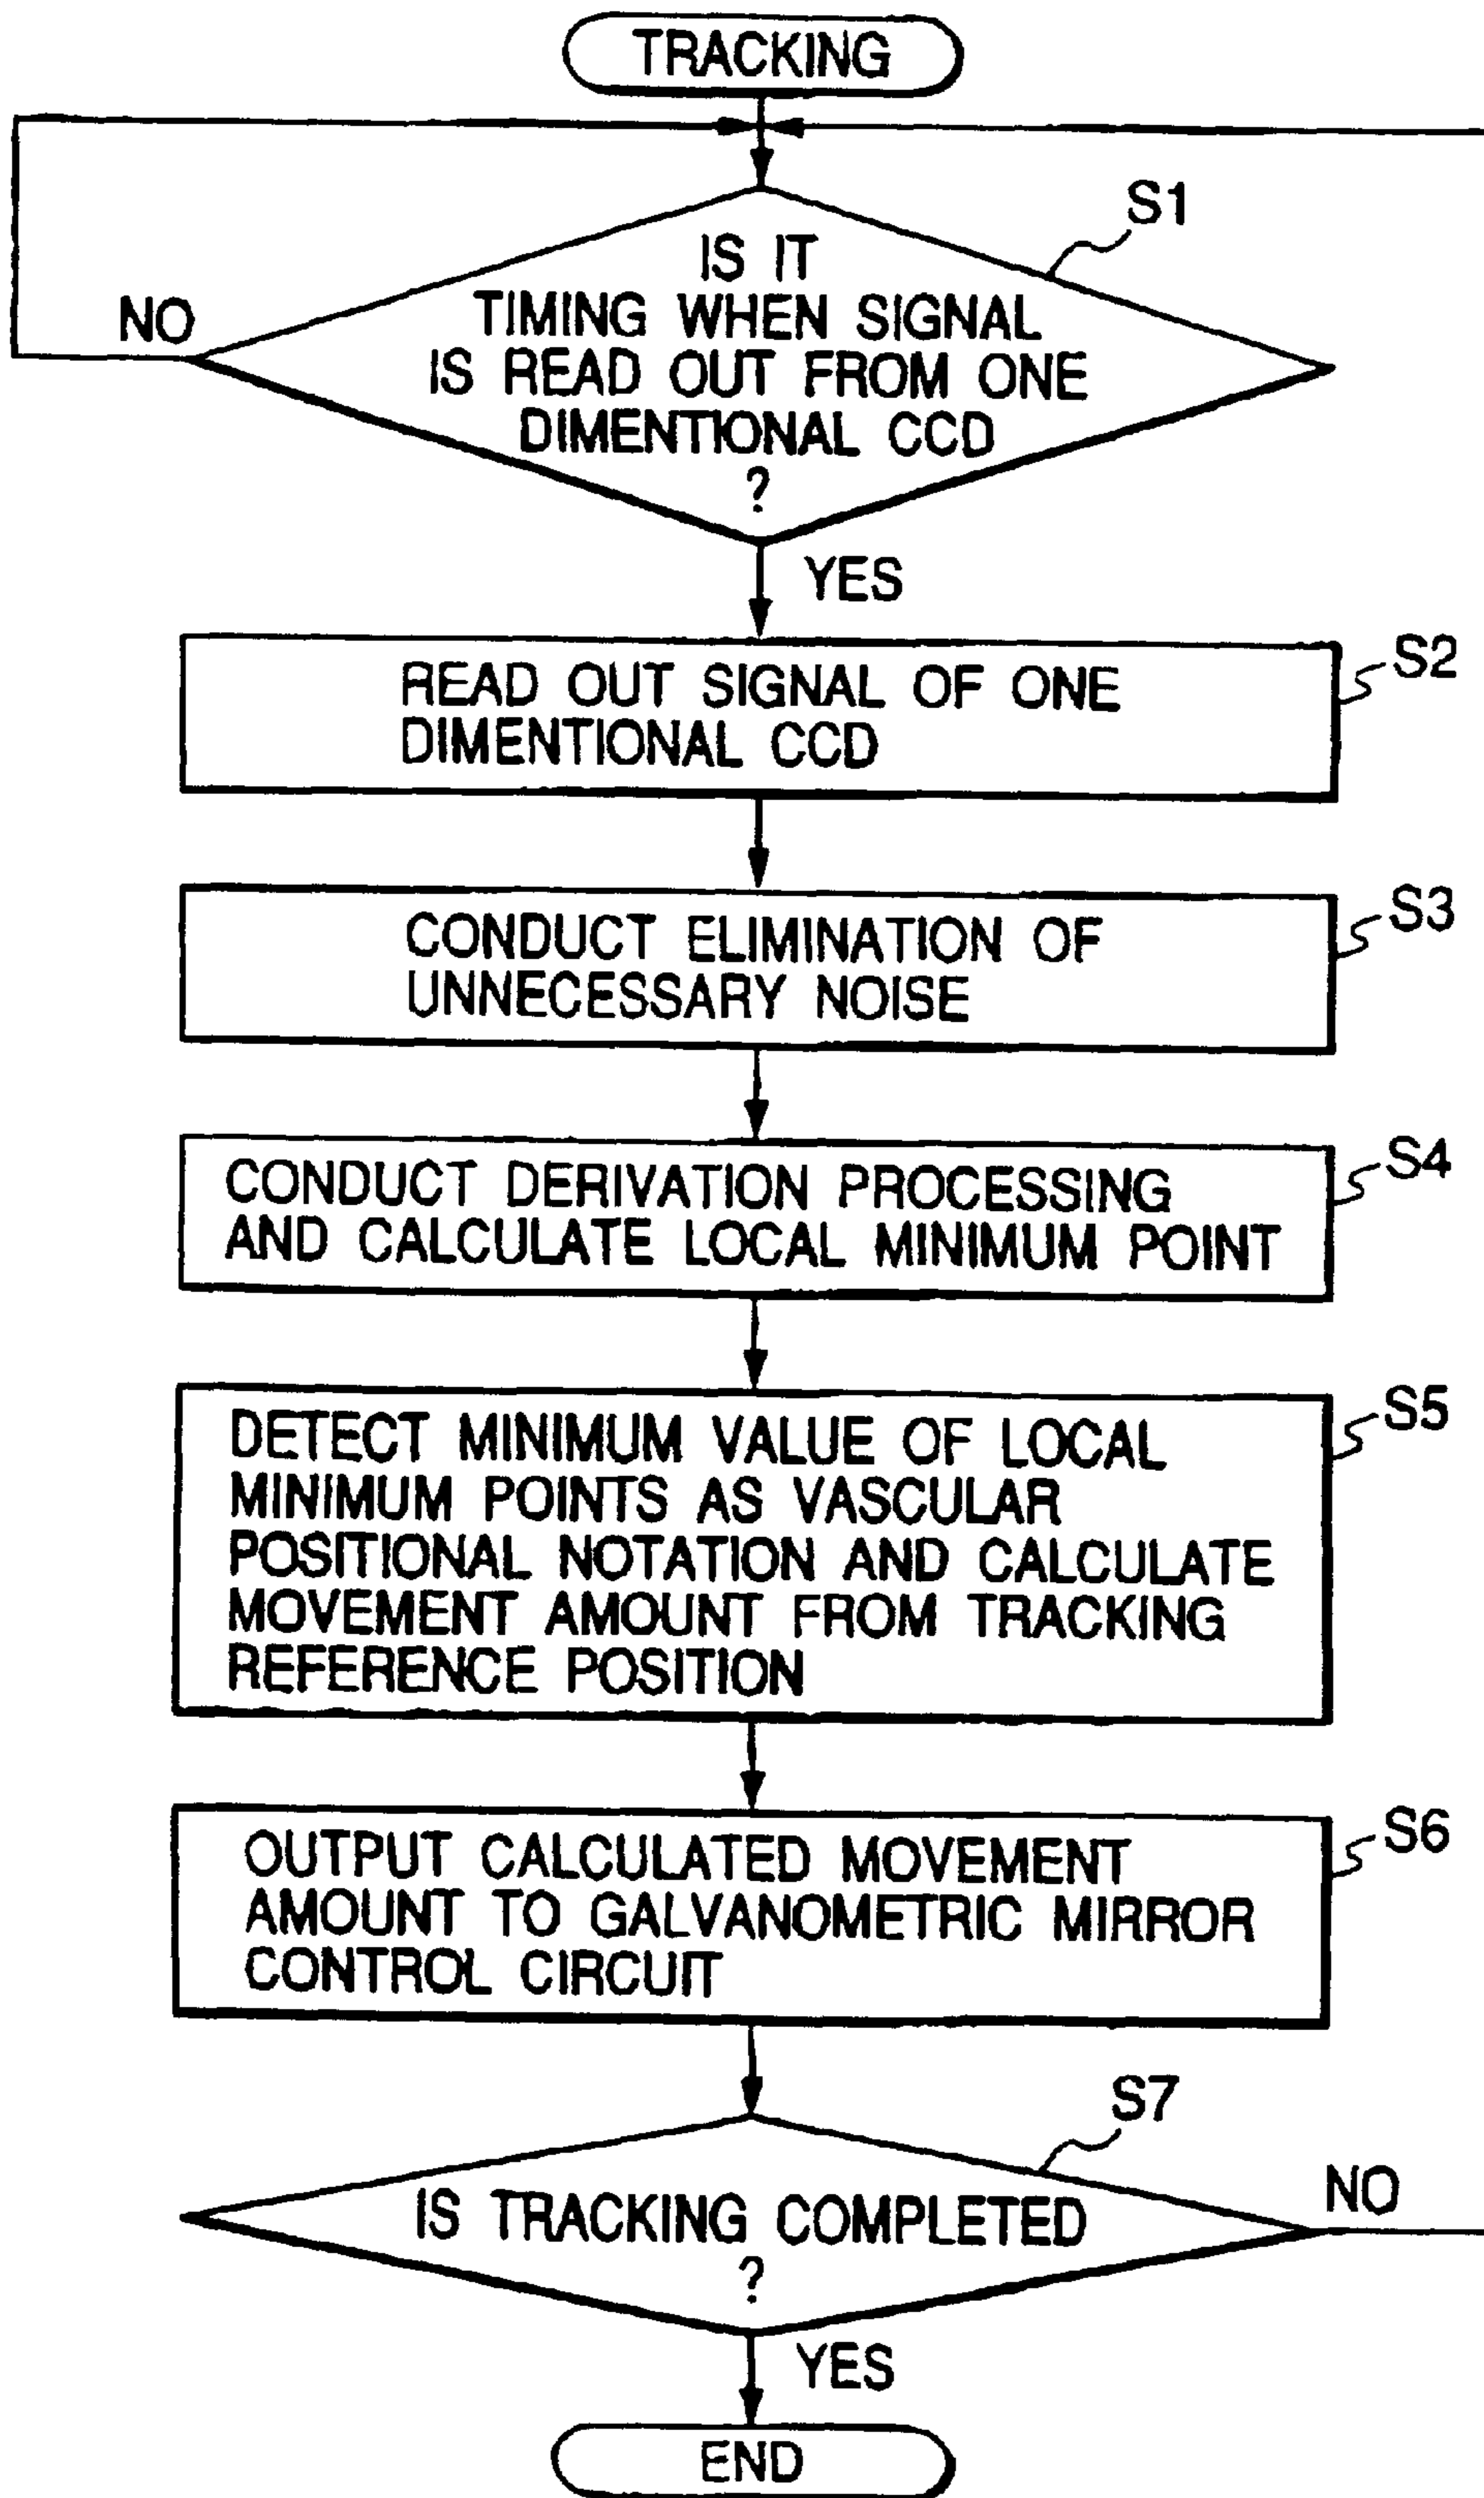 TRACKING
S1
IS IT
TIMING WHEN SIGNAL
IS READ OUT FROM ONE
DIMENTIONAL CCD
?
NO
YES
S2
READ OUT SIGNAL OF ONE
DIMENTIONAL CCD
S3
CONDUCT ELIMINATION OF
UNNECESSARY NOISE
S4
CONDUCT DERIVATION PROCESSING
AND CALCULATE LOCAL MINIMUM POINT
S5
DETECT MINIMUM VALUE OF LOCAL
MINIMUM POINTS AS VASCULAR
POSITIONAL NOTATION AND CALCULATE
MOVEMENT AMOUNT FROM TRACKING
REFERENCE POSITION
S6
OUTPUT CALCULATED MOVEMENT
AMOUNT TO GALVANOMETRIC MIRROR
CONTROL CIRCUIT
S7
IS TRACKING COMPLETED
?
NO
YES
END